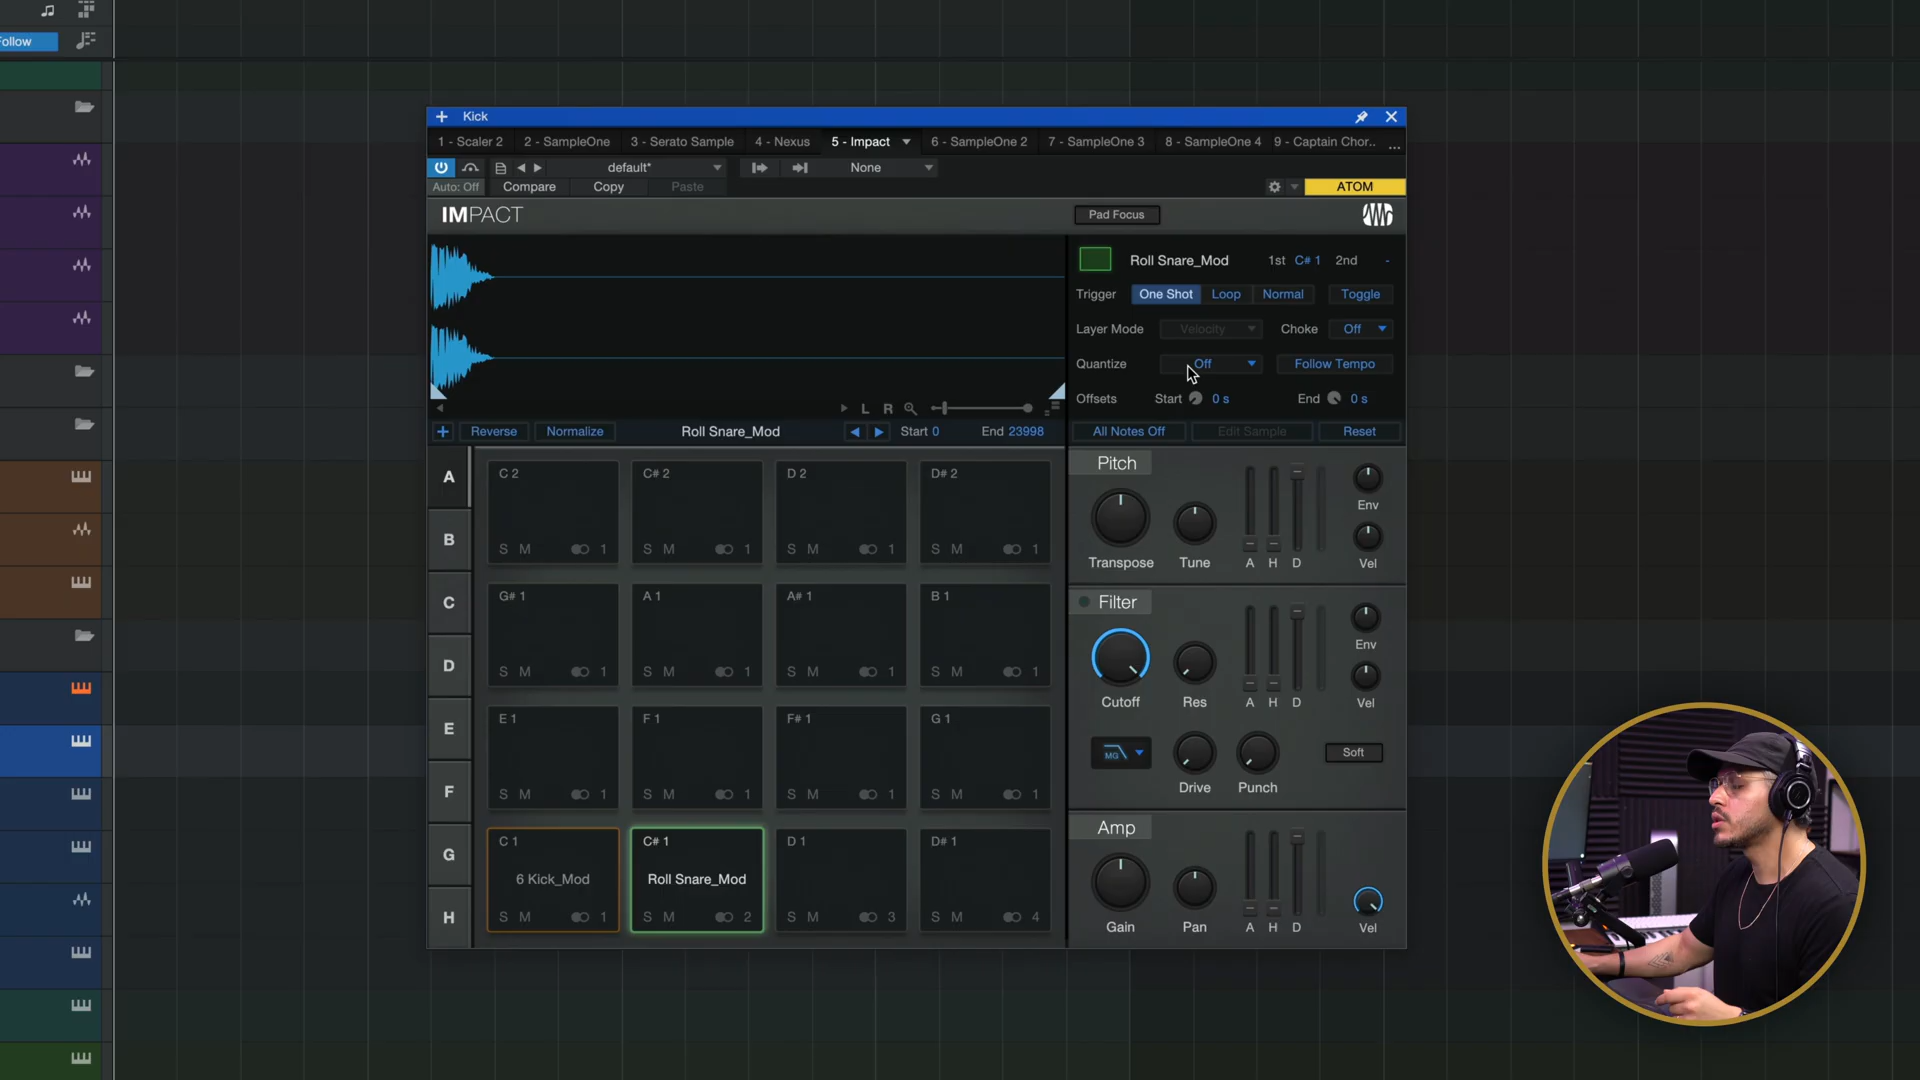 Follow
Kick
1 - Scaler 2 2 - SampleOne 3 - Serato Sample 4 - Nexus 5 - Impact 6 - SampleOne 2 7 - SampleOne 3 8 - SampleOne 4 9 - Captain Chor... ...
default* None
Auto: Off Compare Copy Paste ATOM
IMPACT Pad Focus
Roll Snare_Mod 1st C# 1 2nd -
Trigger One Shot Loop Normal Toggle
Layer Mode Velocity Choke Off
Quantize Off Follow Tempo
Offsets Start 0 s End 0 s
L R
Reverse Normalize Roll Snare_Mod Start 0 End 23998 All Notes Off Edit Sample Reset
A
B
C
D
E
F
G
H
C 2 C# 2 D 2 D# 2
S M 1 S M 1 S M 1 S M 1
G# 1 A 1 A# 1 B 1
S M 1 S M 1 S M 1 S M 1
E 1 F 1 F# 1 G 1
S M 1 S M 1 S M 1 S M 1
C 1 C# 1 D 1 D# 1
6 Kick_Mod Roll Snare_Mod
S M 1 S M 2 S M 3 S M 4
Pitch
Env
Transpose Tune A H D Vel
Filter
Env
Cutoff Res A H D Vel
MG Soft
Drive Punch
Amp
Gain Pan A H D Vel